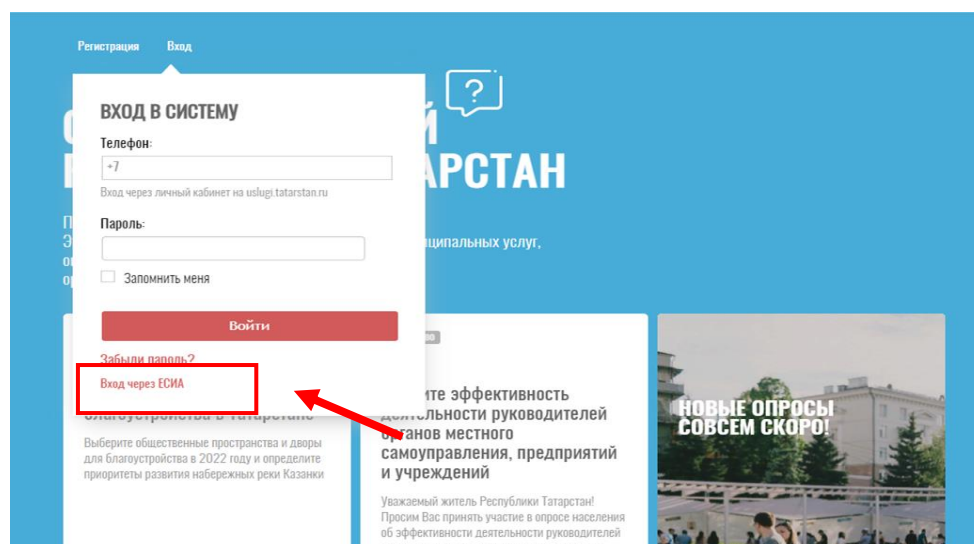 Регистрация Вход
?
ВХОД В СИСТЕМУ
Телефон:
+7
Вход через личный кабинет на uslugi.tatarstan.ru
Пароль:
Запомнить меня
Войти
Забыли пароль?
Вход через ЕСИА
АРСТАН
услуг,
благоустройства в Татарстане
Выберите общественные пространства и дворы
для благоустройства в 2022 году и определите
приоритеты развития набережных реки Казанки
эффективность
деятельности руководителей
органов местного
самоуправления, предприятий
и учреждений
Уважаемый житель Республики Татарстан!
Просим Вас принять участие в опросе населения
об эффективности деятельности руководителей
НОВЫЕ ОПРОСЫ
СОВСЕМ СКОРО!